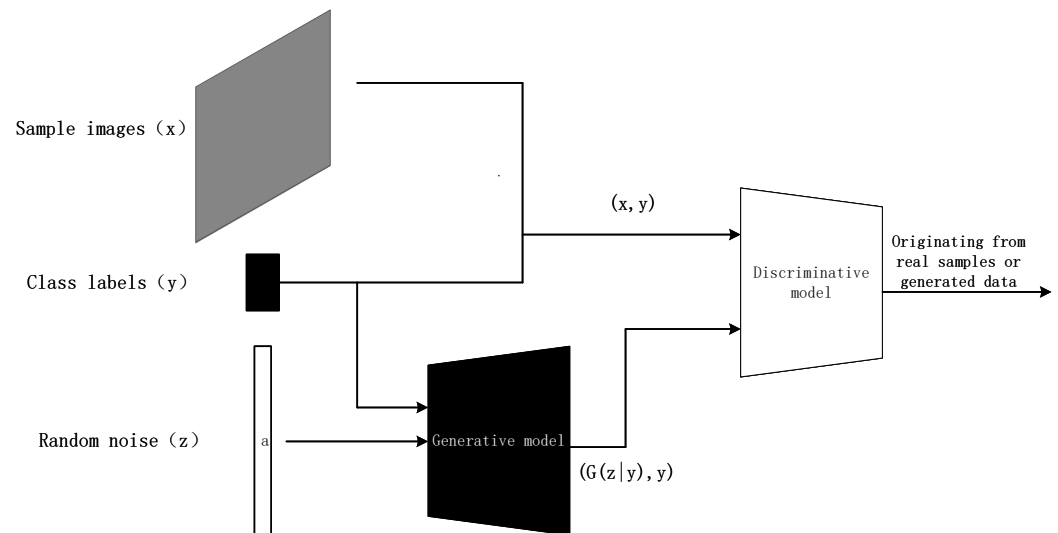 Sample images（x）
(x,y)
Originating from
real samples or
generated data
Discriminative
model
Class labels（y）
Random noise（z）
a
Generative model
(G(z|y),y)